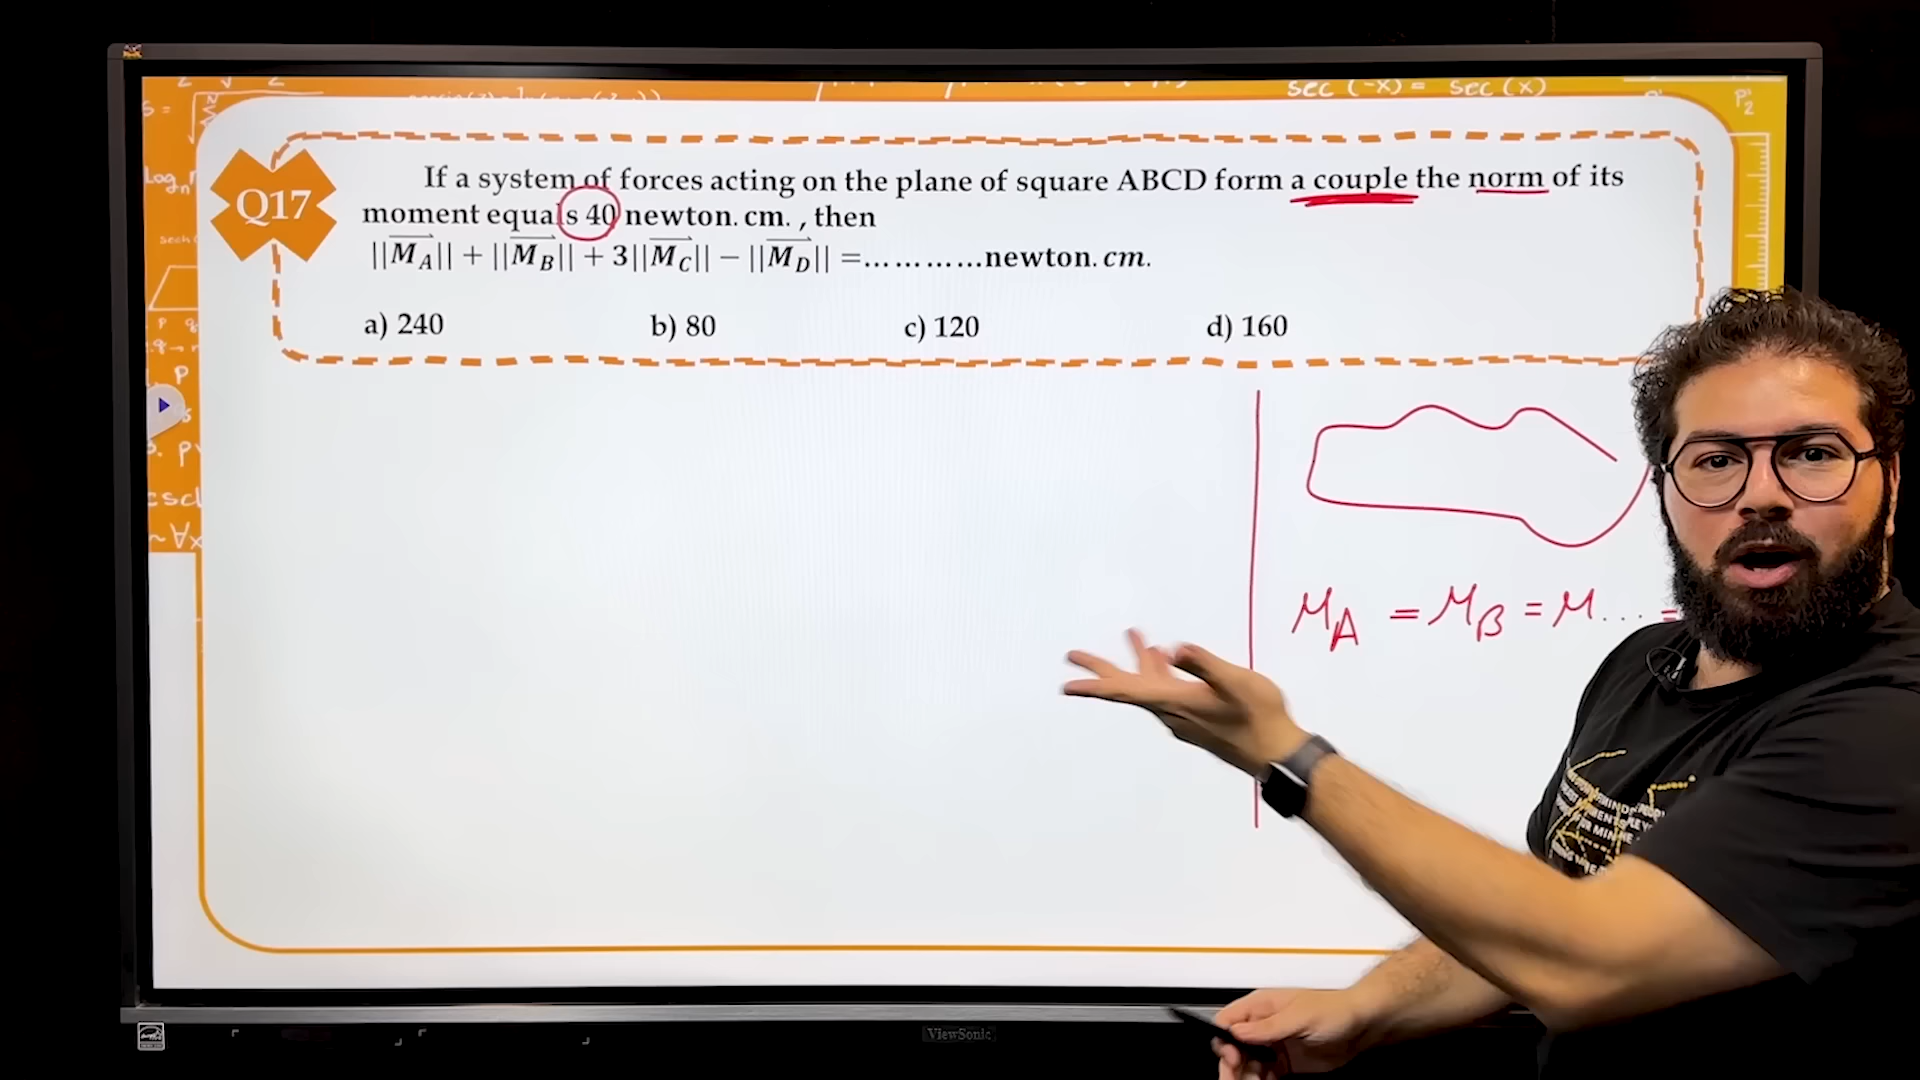 sec (-x) = sec (x)
S =
Log
P'2
Q17
If a system of forces acting on the plane of square ABCD form a couple the norm of its
moment equals 40 newton. cm. , then
||M_A|| + ||M_B|| + 3||M_C|| − ||M_D|| =…………newton. cm.
a) 240 b) 80 c) 120 d) 160
P
M_A = M_B = M... =
ViewSonic